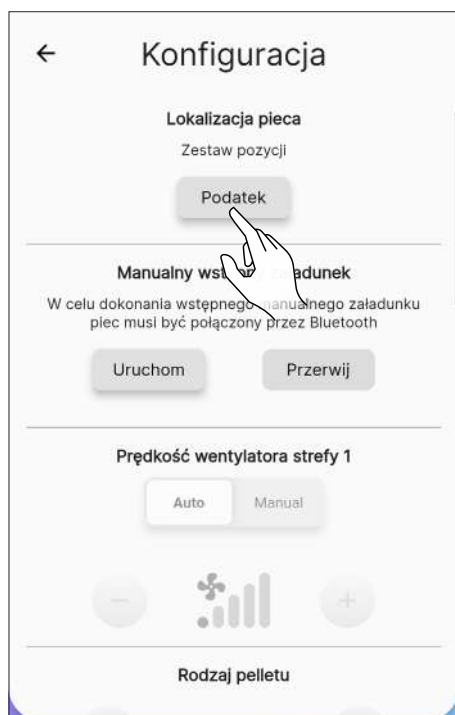 Konfiguracja
Lokalizacja pieca
Zestaw pozycji
Podatek
Manualny załadunek
W celu dokonania wstępnego manualnego załadunku
piec musi być połączony przez Bluetooth
Uruchom
Przerwij
Prędkość wentylatora strefy 1
Auto
Manual
Rodzaj pelletu